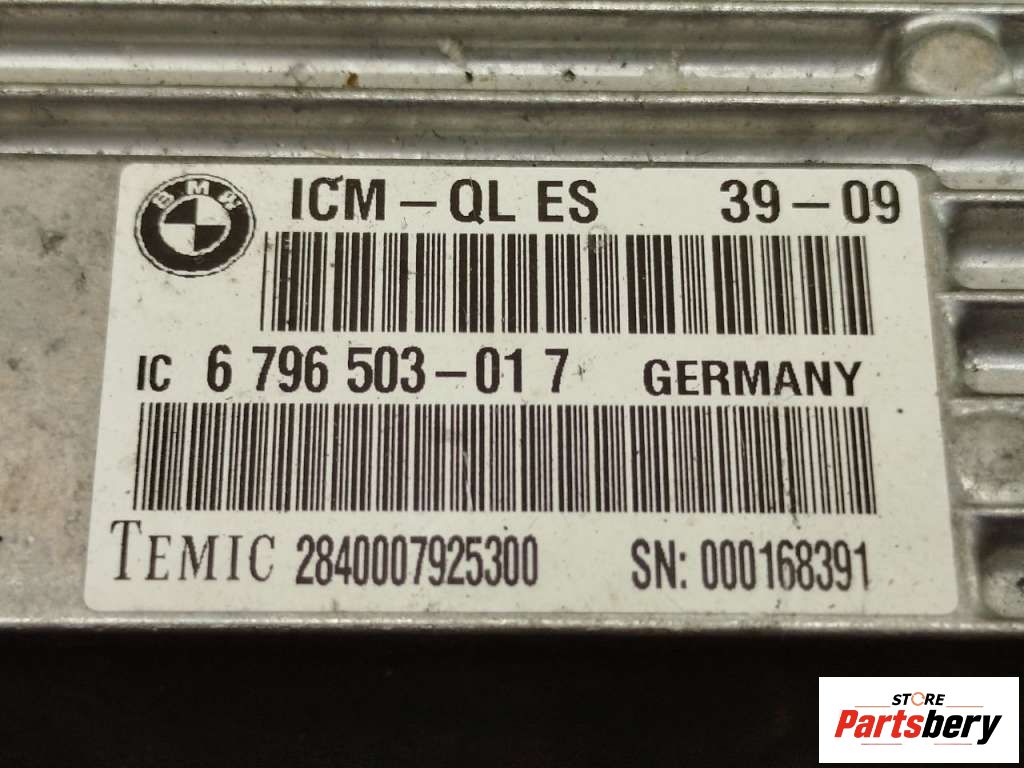 BMW
ICM – QL ES 39 – 09
IC 6 796 503 – 01 7 GERMANY
TEMIC 2840007925300 SN: 000168391
STORE
Partsbery